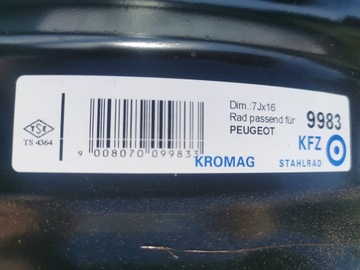 TSE
TS 4364
9 008070 099833
KROMAG
Dim.:7Jx16
Rad passend für
PEUGEOT
9983
KFZ
STAHLRAD